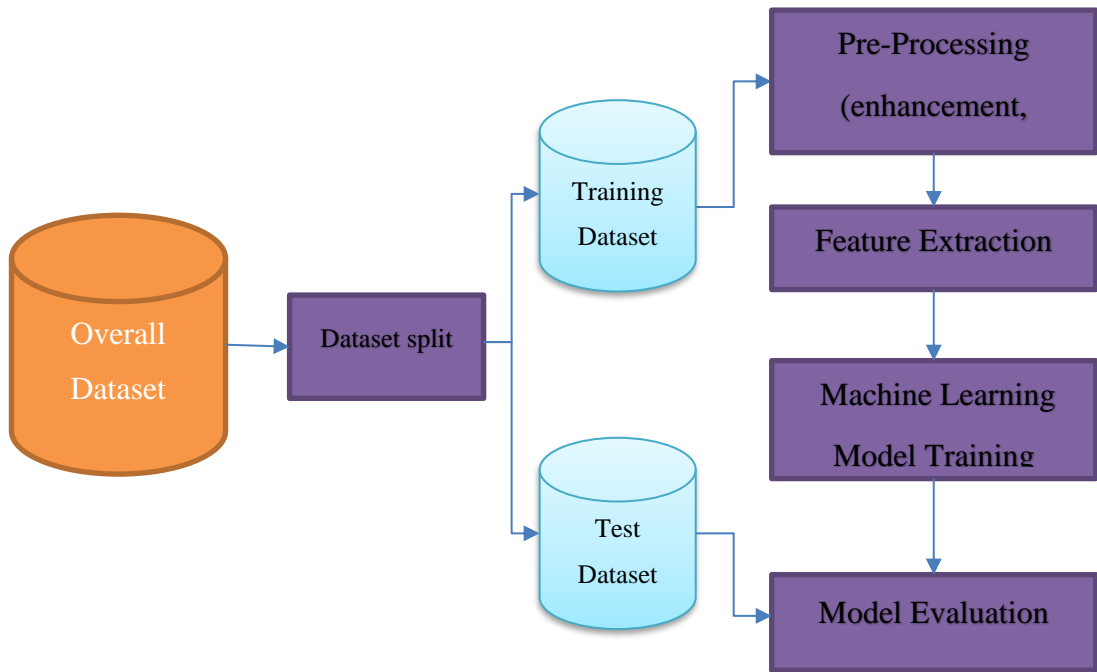 Overall
Dataset
Dataset split
Training
Dataset
Test
Dataset
Pre-Processing
(enhancement,
Feature Extraction
Machine Learning
Model Training
Model Evaluation